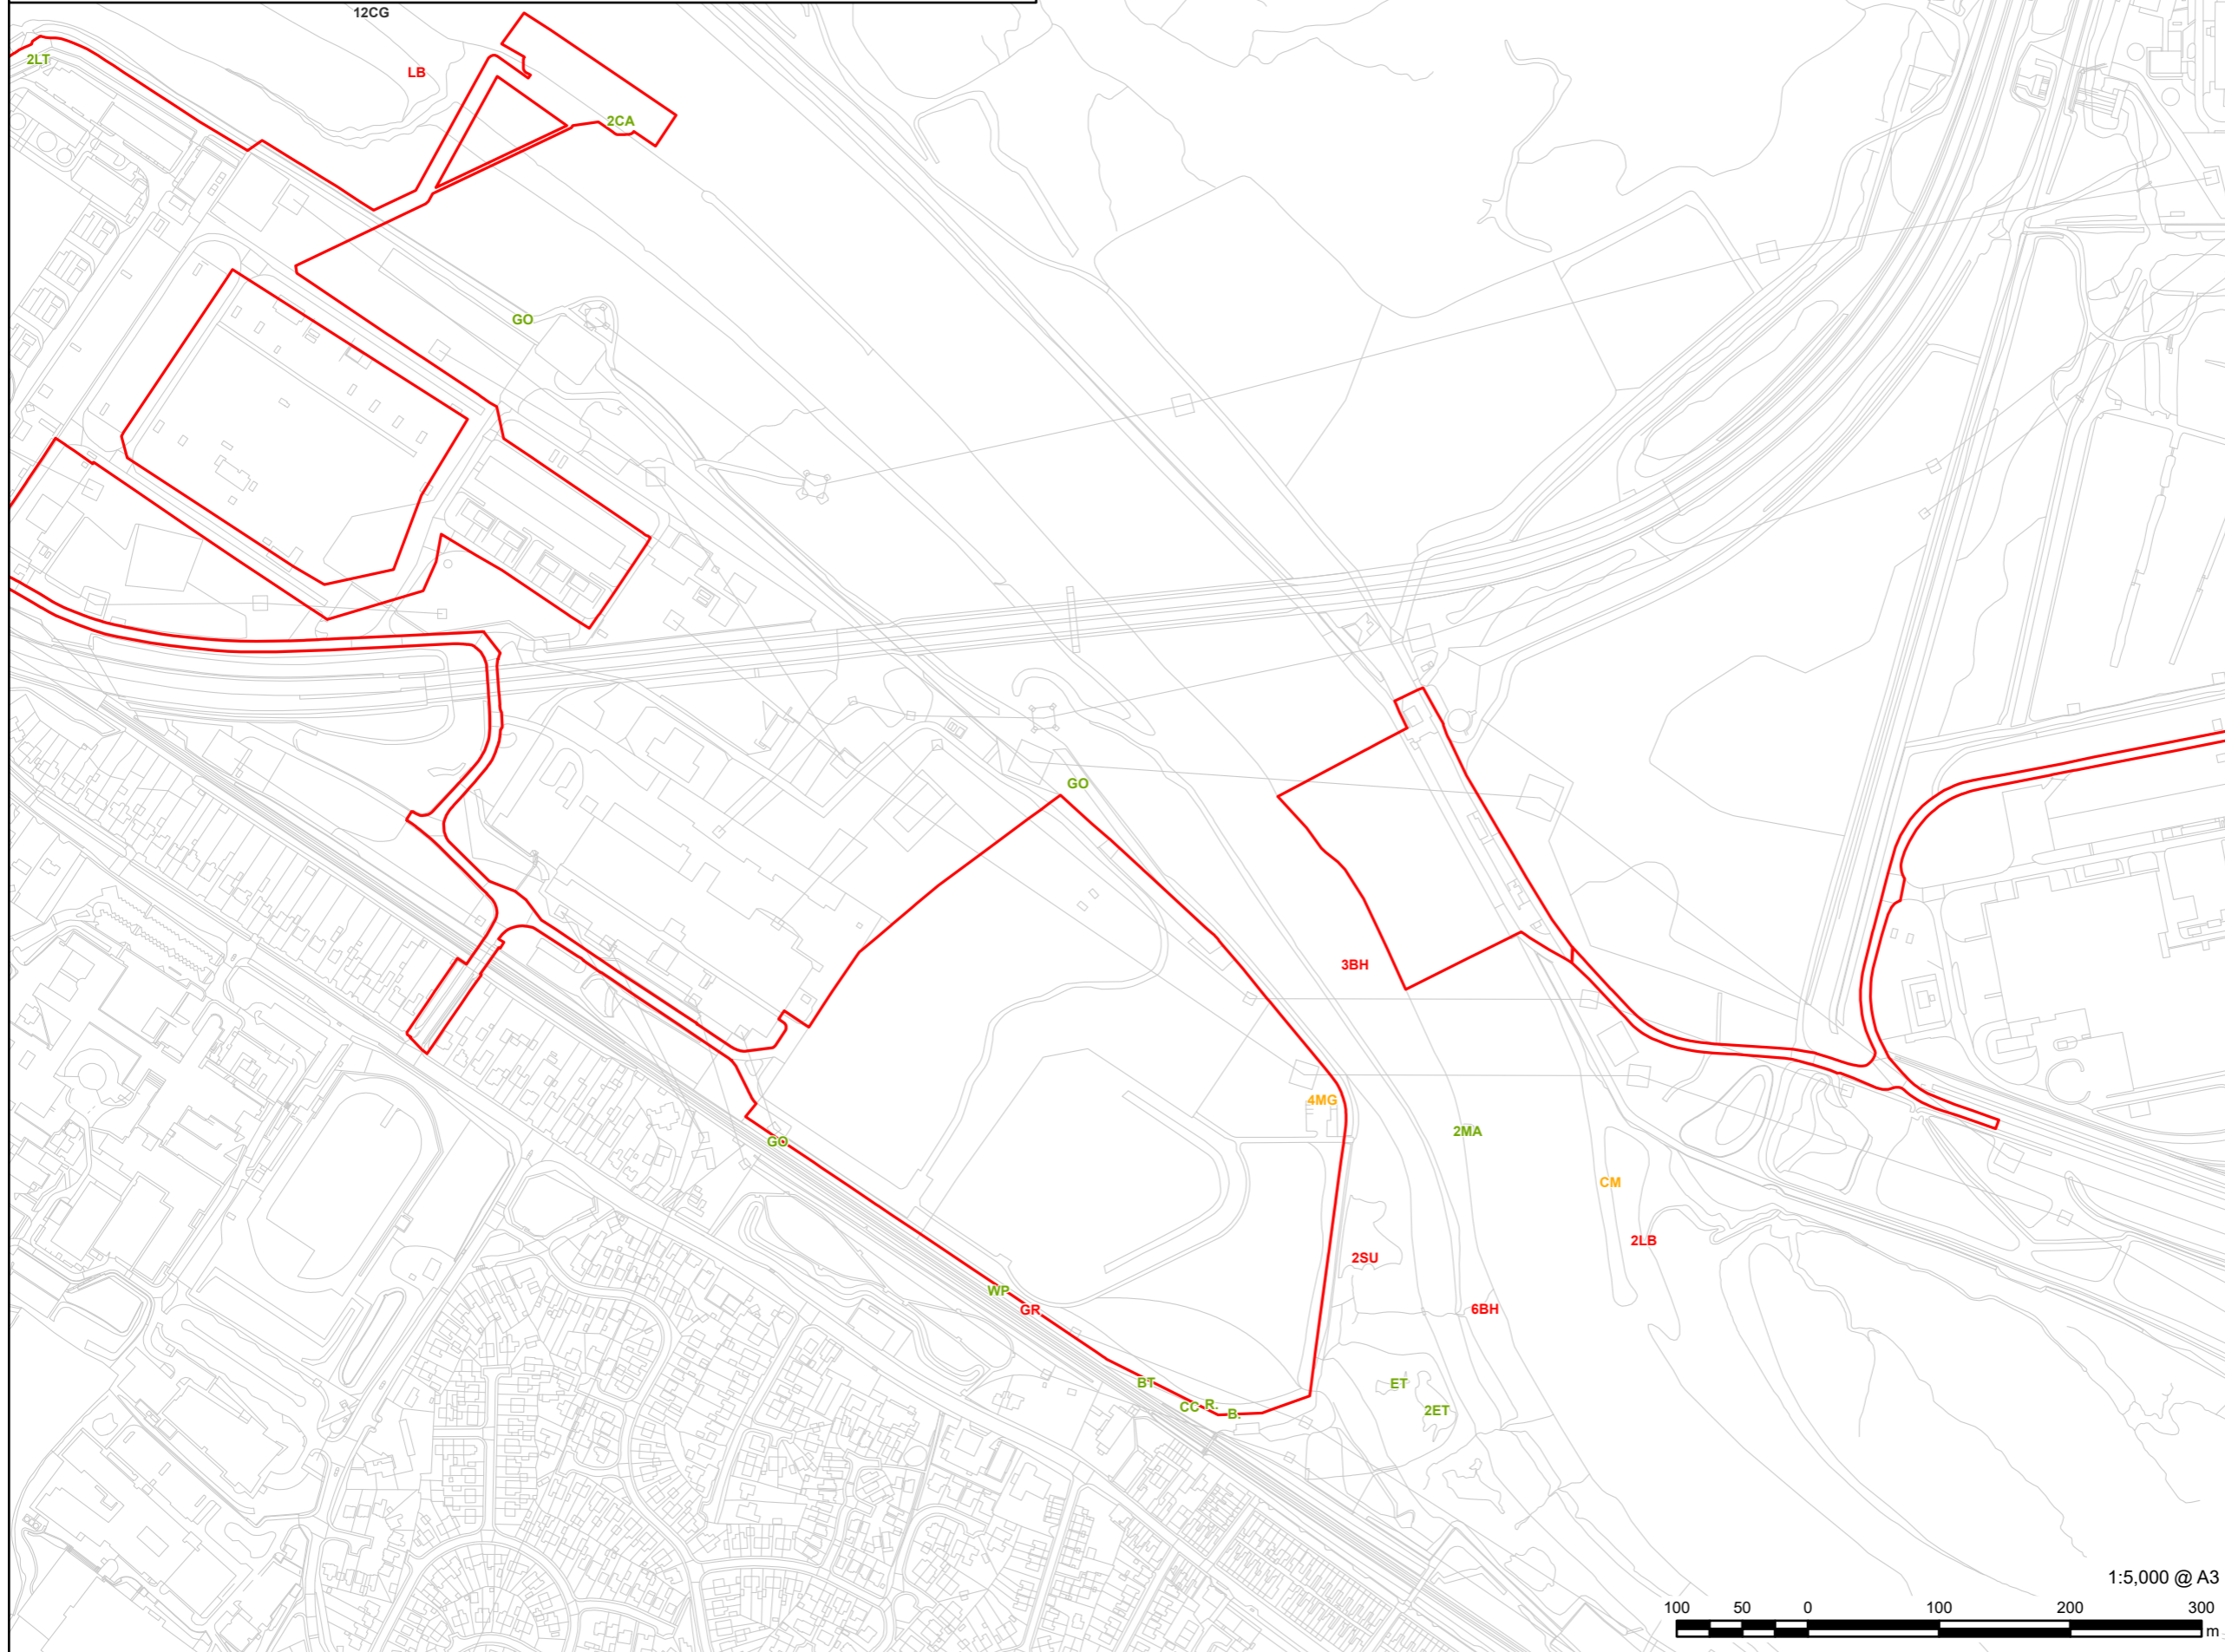 12CG
2LT
LB
2CA
GO
GO
3BH
4MG
2MA
GO
CM
2LB
2SU
WP
GR
6BH
BT
ET
CC R.
B.
2ET
1:5,000 @ A3
100 50 0 100 200 300
m